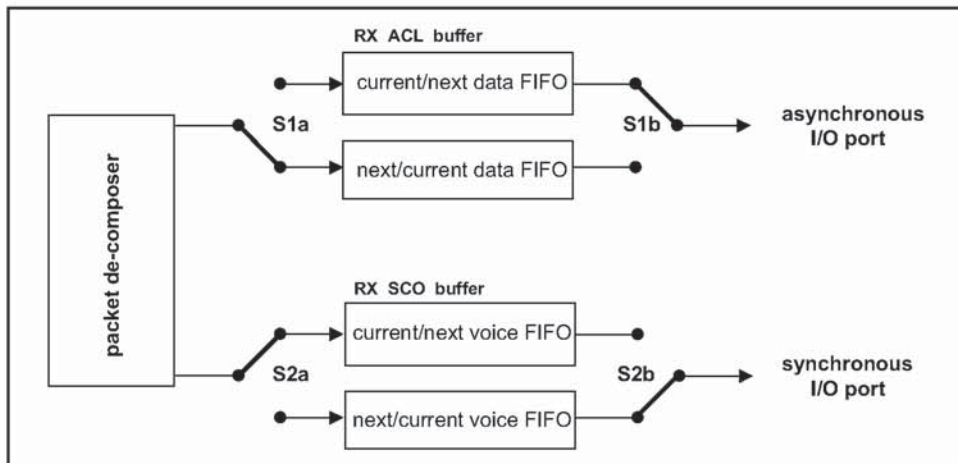 RX ACL buffer
current/next data FIFO
S1a
S1b
asynchronous
I/O port
next/current data FIFO
packet de-composer
RX SCO buffer
current/next voice FIFO
S2a
S2b
synchronous
I/O port
next/current voice FIFO